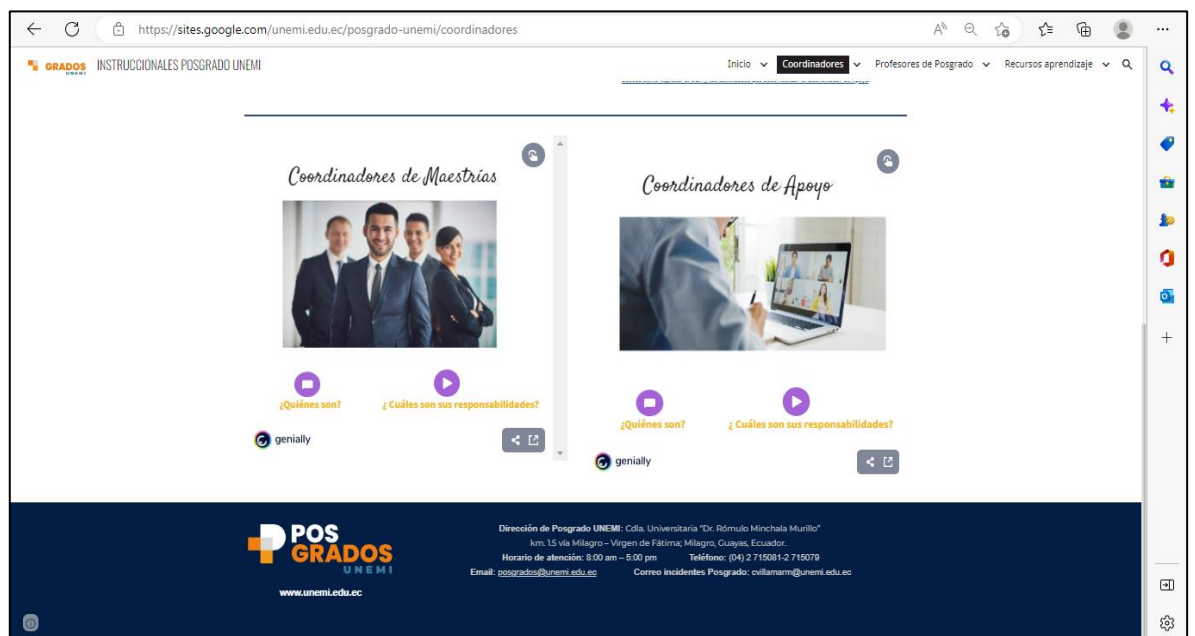 https://sites.google.com/unemi.edu.ec/posgrado-unemi/coordinadores
GRADOS
UNEMI
INSTRUCCIONALES POSGRADO UNEMI
Inicio
Coordinadores
Profesores de Posgrado
Recursos aprendizaje
Coordinadores de Maestrías
Coordinadores de Apoyo
¿Quiénes son?
¿ Cuáles son sus responsabilidades?
¿Quiénes son?
¿ Cuáles son sus responsabilidades?
genially
genially
POS
GRADOS
UNEMI
www.unemi.edu.ec
Dirección de Posgrado UNEMI: Cdla. Universitaria "Dr. Rómulo Minchala Murillo"
km. 1.5 vía Milagro – Virgen de Fátima; Milagro, Guayas, Ecuador.
Horario de atención: 8:00 am – 5:00 pm Teléfono: (04) 2 715081-2 715079
Email: posgrados@unemi.edu.ec Correo incidentes Posgrado: cvillamarm@unemi.edu.ec